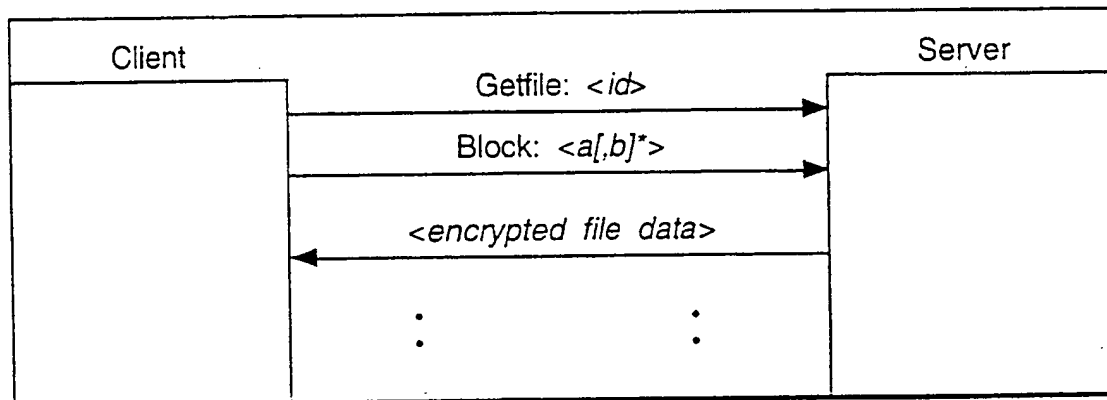 Client
Server
Getfile: <id>
Block: <a[,b]*>
<encrypted file data>